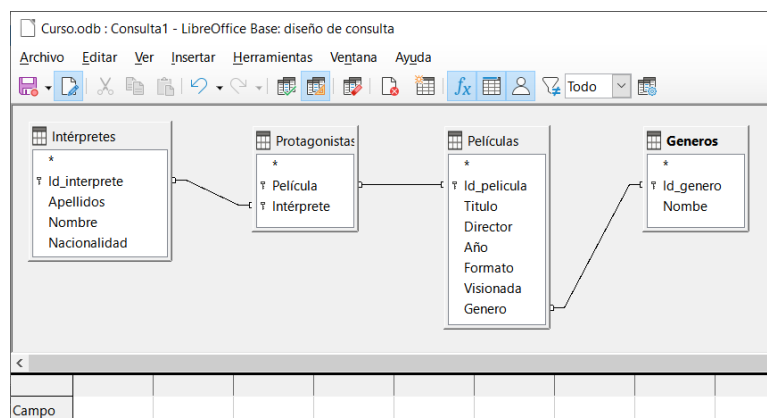 Curso.odb : Consulta1 - LibreOffice Base: diseño de consulta
Archivo Editar Ver Insertar Herramientas Ventana Ayuda
fx Todo
Intérpretes
*
Id_interprete
Apellidos
Nombre
Nacionalidad
Protagonistas
*
Película
Intérprete
Películas
*
Id_pelicula
Titulo
Director
Año
Formato
Visionada
Genero
Generos
*
Id_genero
Nombe
Campo